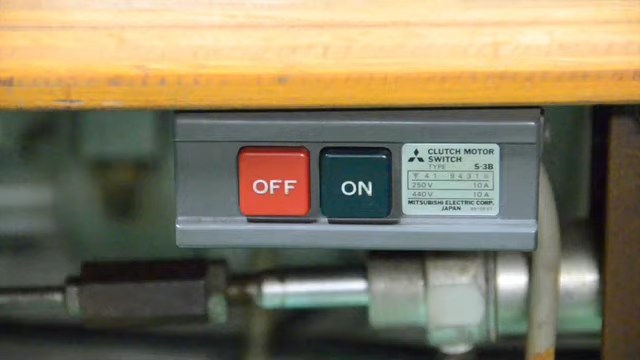 OFF
ON
CLUTCH MOTOR
SWITCH
TYPE S-3B
250V 10A
440V 10A
MITSUBISHI ELECTRIC CORP.
JAPAN